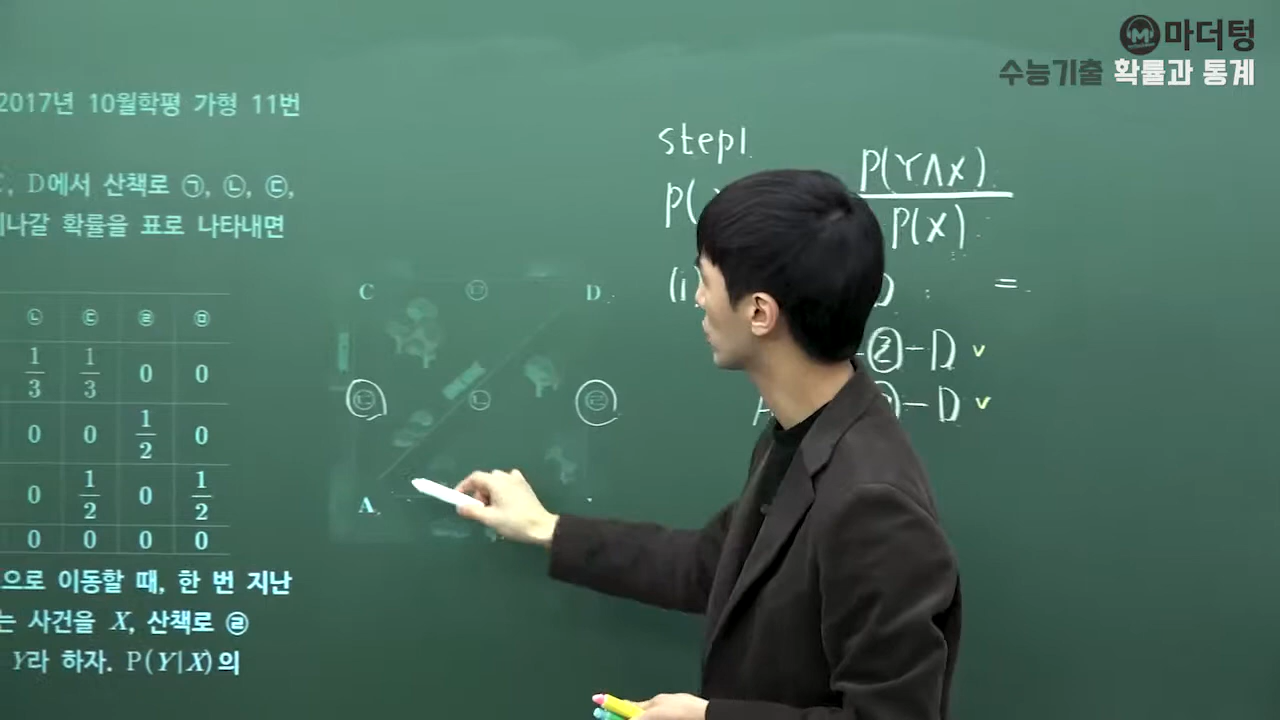 마더텅
수능기출 확률과 통계
2017년 10월학평 가형 11번
, D에서 산책로 ㉠, ㉡, ㉢,
확률을 표로 나타내면
㉡ ㉢ ㉣ ㉤
1/3 1/3 0 0
0 0 1/2 0
0 1/2 0 1/2
0 0 0 0
으로 이동할 때, 한 번 지난
는 사건을 X, 산책로 ㉣
Y라 하자. P(Y|X)의
C ㉤ D
㉢ ㉡ ㉣
A
step1.
P(
P(Y∧X)
P(X)
(i) D : =
㉣-D v
A -D v